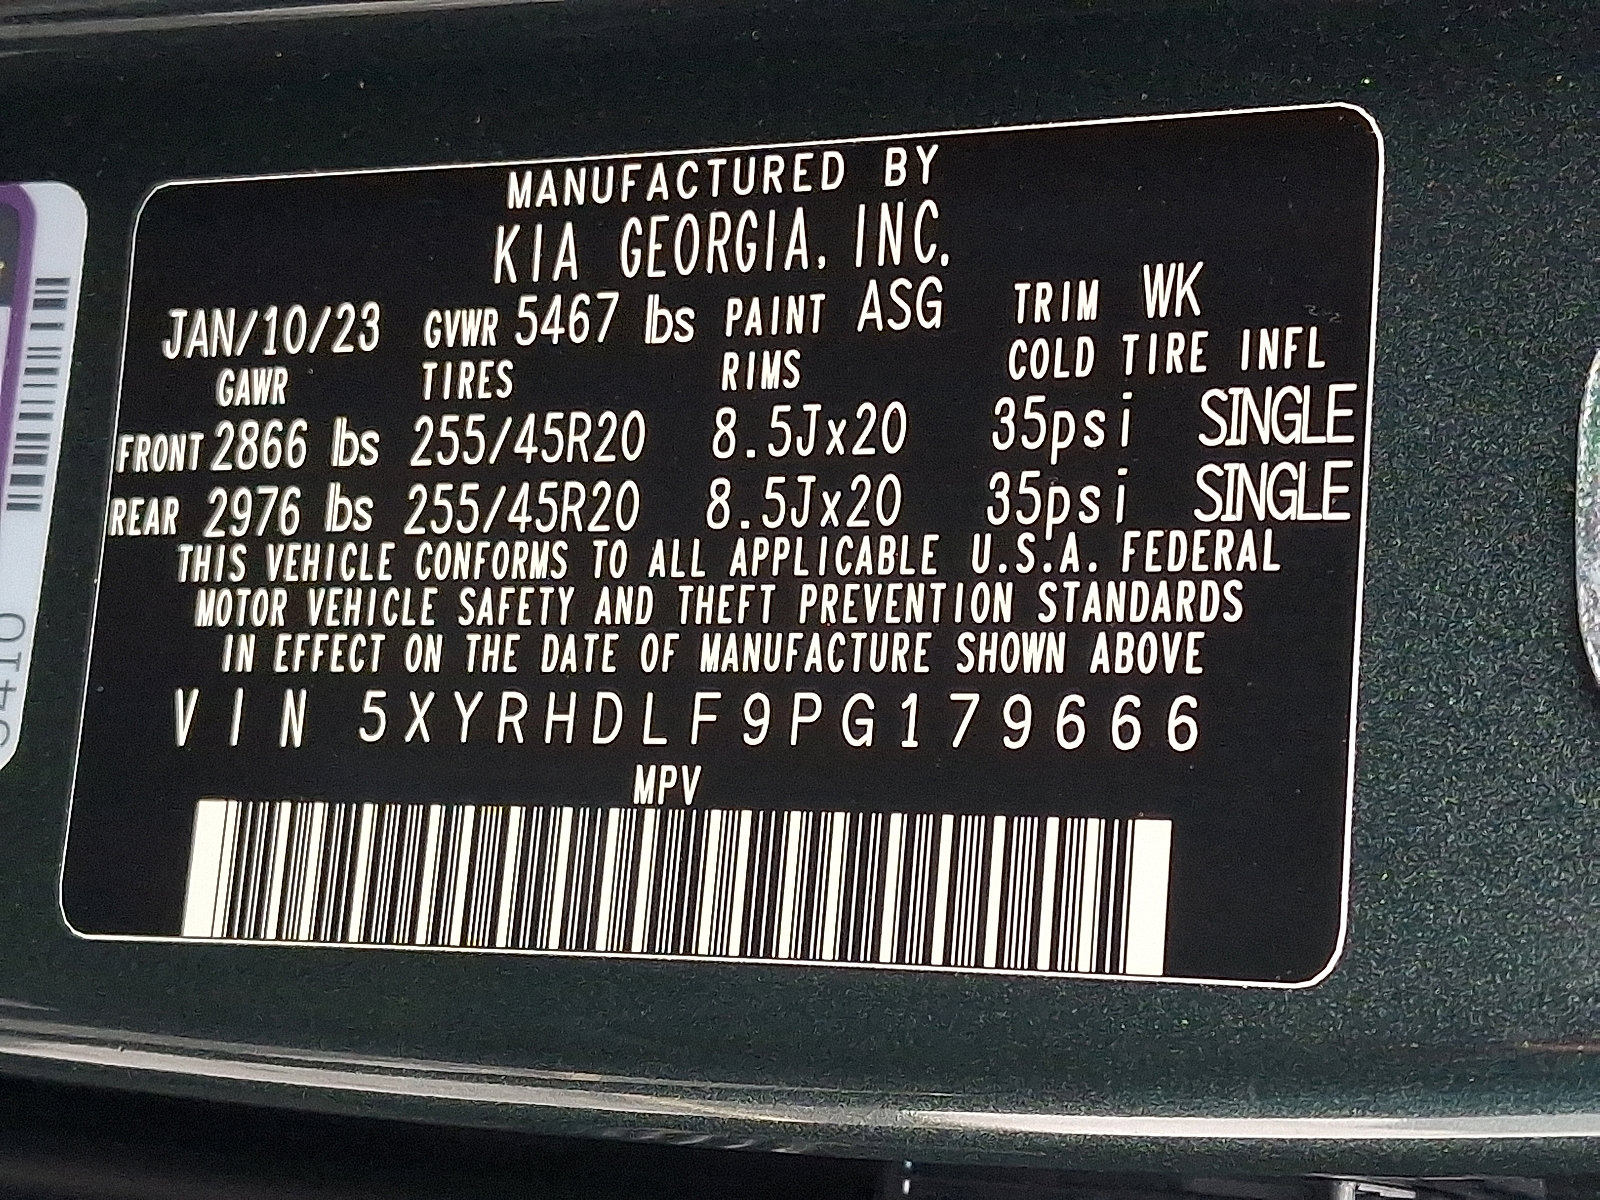 MANUFACTURED BY
KIA GEORGIA, INC.
JAN/10/23 GVWR 5467 lbs PAINT ASG TRIM WK
GAWR TIRES RIMS COLD TIRE INFL
FRONT 2866 lbs 255/45R20 8.5Jx20 35psi SINGLE
REAR 2976 lbs 255/45R20 8.5Jx20 35psi SINGLE
THIS VEHICLE CONFORMS TO ALL APPLICABLE U.S.A. FEDERAL
MOTOR VEHICLE SAFETY AND THEFT PREVENTION STANDARDS
IN EFFECT ON THE DATE OF MANUFACTURE SHOWN ABOVE
VIN 5XYRHDLF9PG179666
MPV